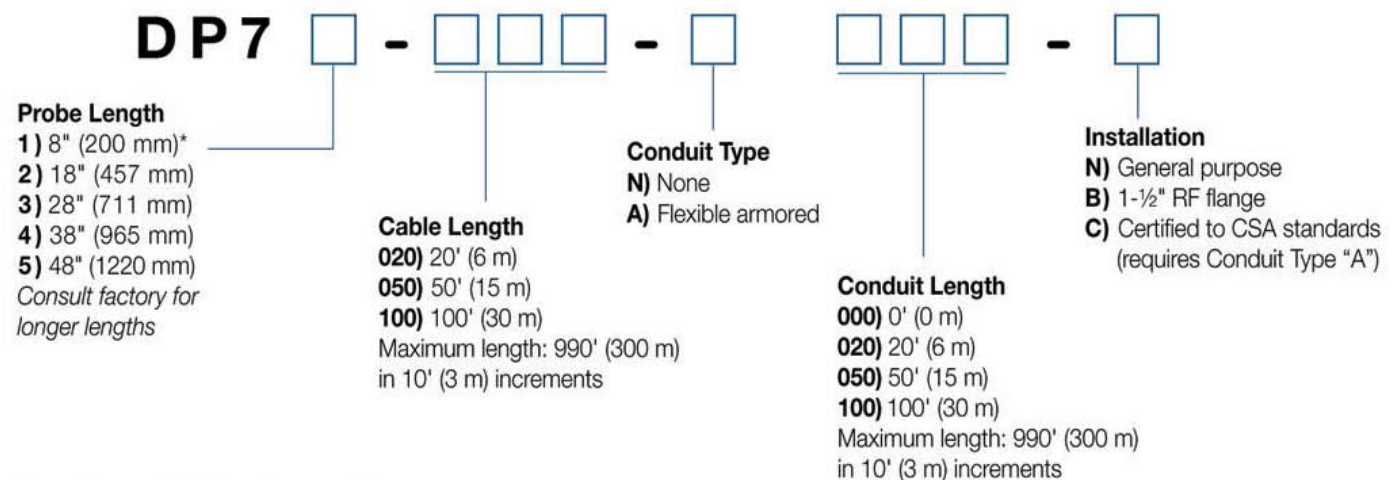 DP7 - - -
Probe Length
1) 8" (200 mm)*
2) 18" (457 mm)
3) 28" (711 mm)
4) 38" (965 mm)
5) 48" (1220 mm)
Consult factory for
longer lengths
Cable Length
020) 20' (6 m)
050) 50' (15 m)
100) 100' (30 m)
Maximum length: 990' (300 m)
in 10' (3 m) increments
Conduit Type
N) None
A) Flexible armored
Conduit Length
000) 0' (0 m)
020) 20' (6 m)
050) 50' (15 m)
100) 100' (30 m)
Maximum length: 990' (300 m)
in 10' (3 m) increments
Installation
N) General purpose
B) 1-½" RF flange
C) Certified to CSA standards
(requires Conduit Type “A”)